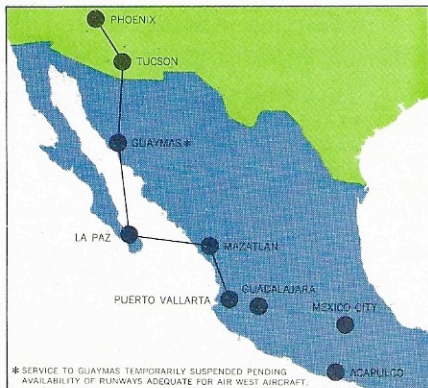 PHOENIX
TUCSON
GUAYMAS *
LA PAZ
MAZATLAN
PUERTO VALLARTA
GUADALAJARA
MEXICO CITY
ACAPULCO
* SERVICE TO GUAYMAS TEMPORARILY SUSPENDED PENDING
AVAILABILITY OF RUNWAYS ADEQUATE FOR AIR WEST AIRCRAFT.